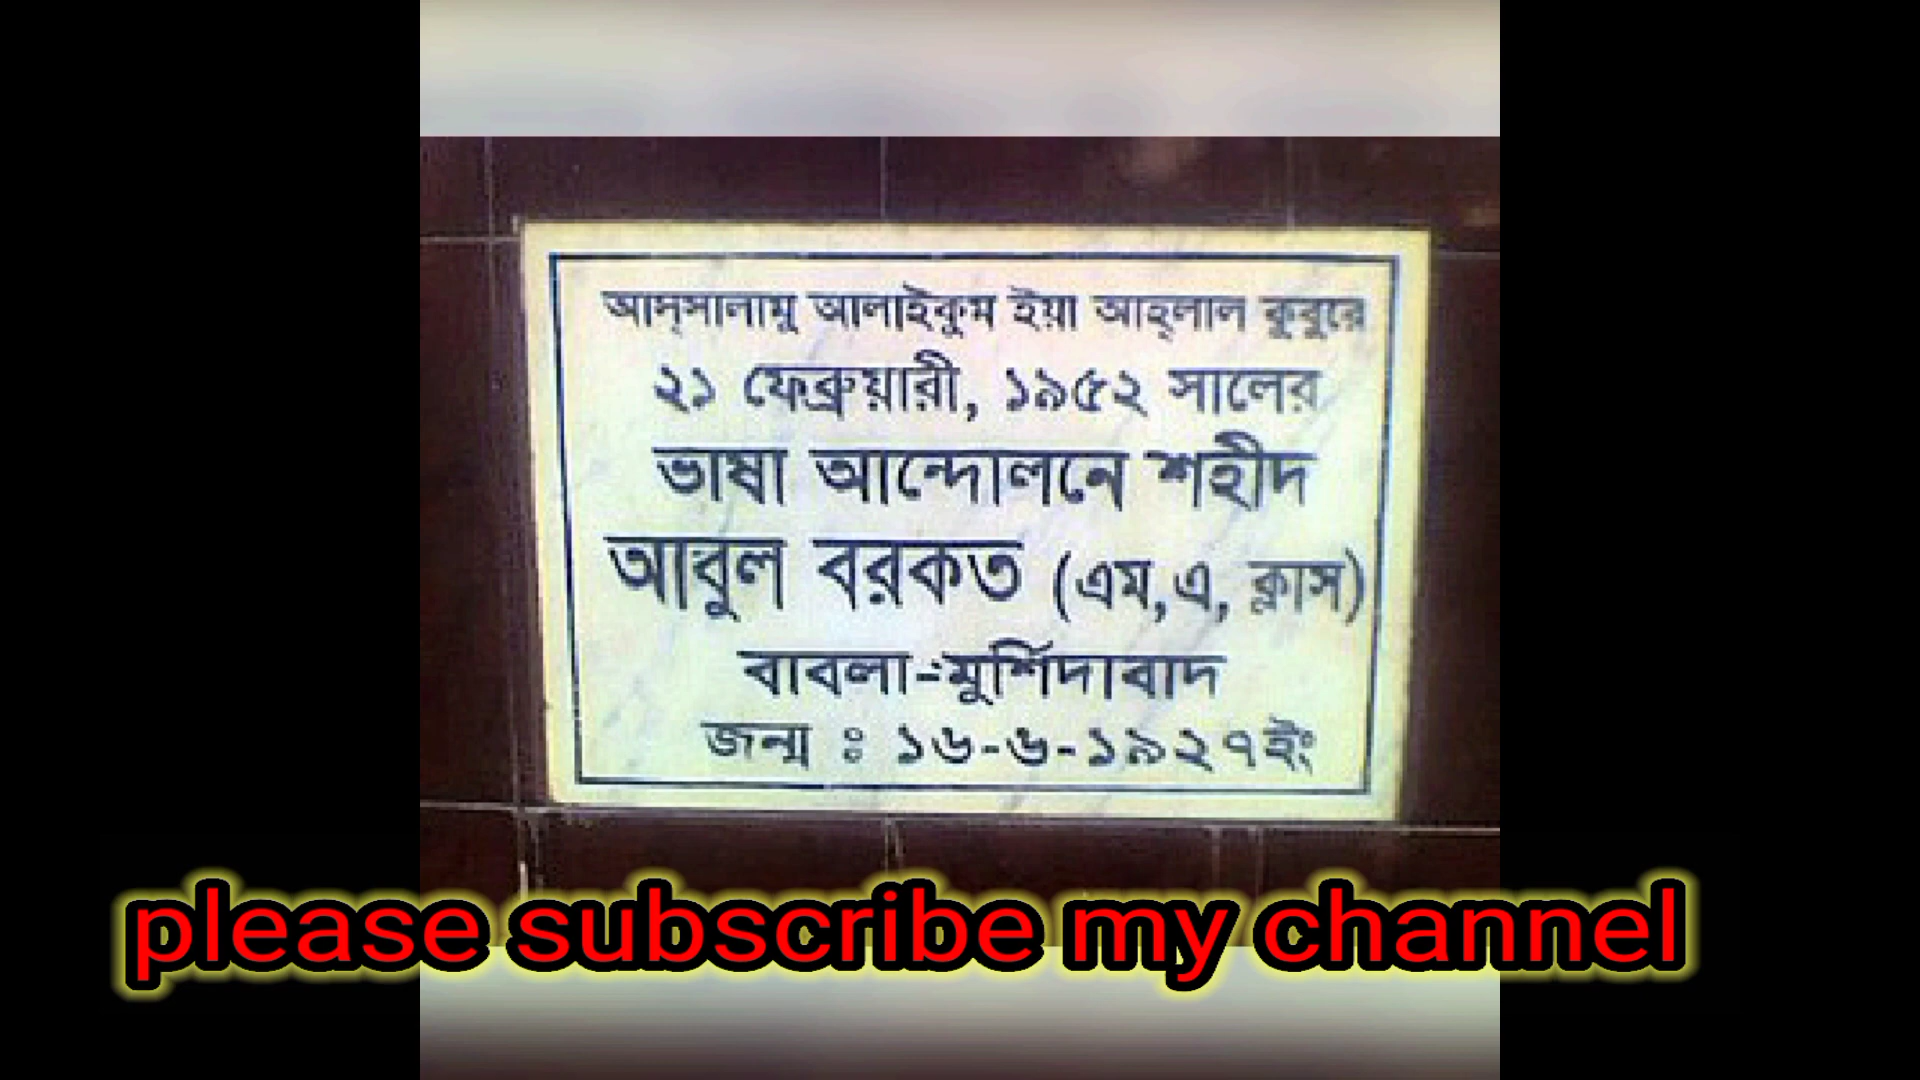 আস্সালামু আলাইকুম ইয়া আহ্লাল কুবুরে
২১ ফেব্রুয়ারী, ১৯৫২ সালের
ভাষা আন্দোলনে শহীদ
আবুল বরকত (এম,এ, ক্লাস)
বাবলা-মুর্শিদাবাদ
জন্ম : ১৬-৬-১৯২৭ইং
please subscribe my channel